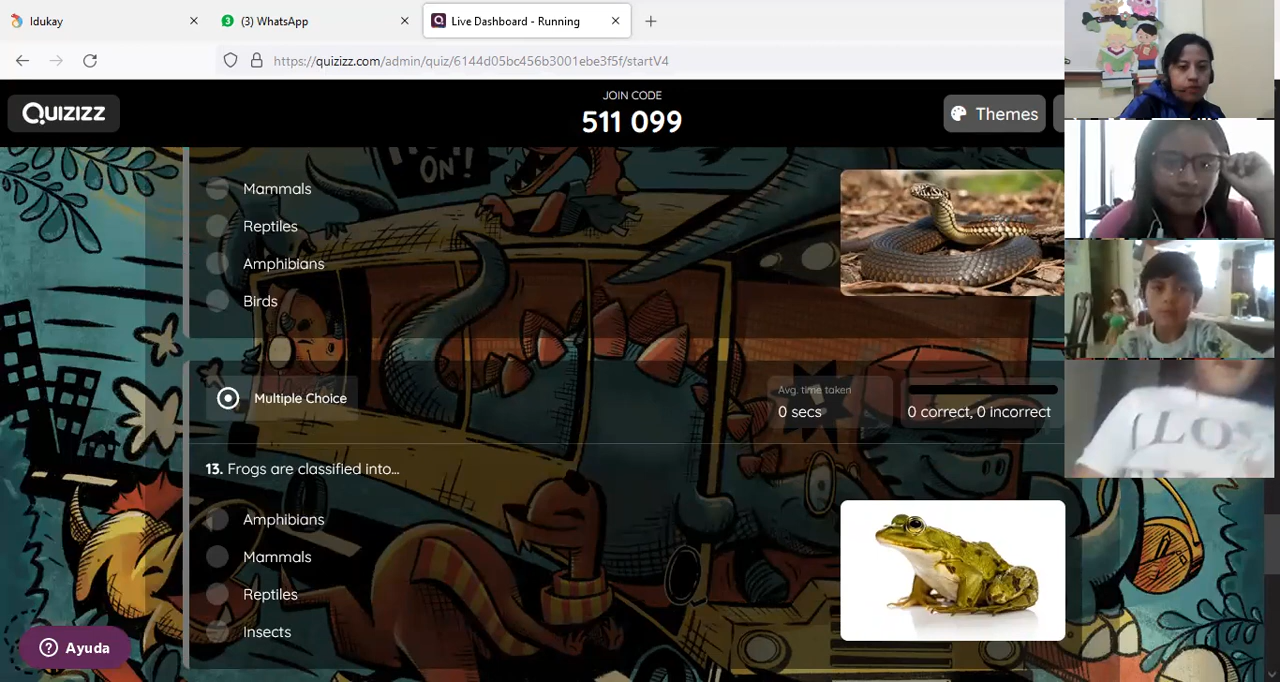 Idukay
(3) WhatsApp
Live Dashboard - Running
https://quizizz.com/admin/quiz/6144d05bc456b3001ebe3f5f/startV4
QUIZIZZ
JOIN CODE
511 099
Themes
ON!
Mammals
Reptiles
Amphibians
Birds
Multiple Choice
Avg. time taken
0 secs
0 correct, 0 incorrect
13. Frogs are classified into...
Amphibians
Mammals
Reptiles
Insects
Ayuda